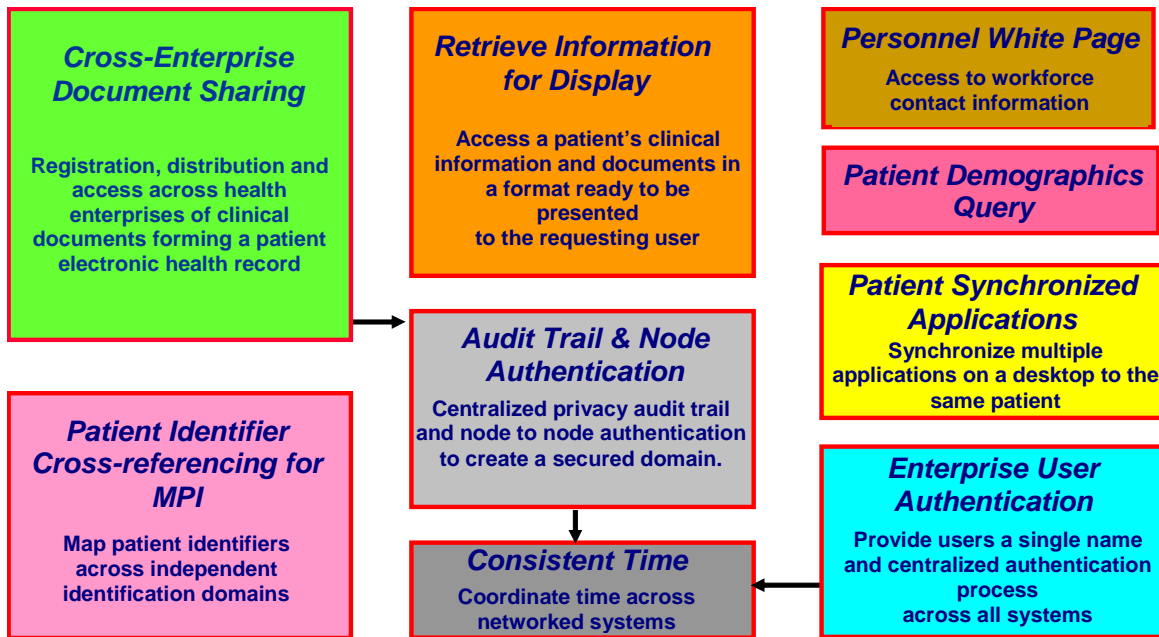 Cross-Enterprise
Document Sharing
Registration, distribution and
access across health
enterprises of clinical
documents forming a patient
electronic health record
Patient Identifier
Cross-referencing for
MPI
Map patient identifiers
across independent
identification domains
Retrieve Information
for Display
Access a patient’s clinical
information and documents in
a format ready to be
presented
to the requesting user
Audit Trail & Node
Authentication
Centralized privacy audit trail
and node to node authentication
to create a secured domain.
Consistent Time
Coordinate time across
networked systems
Personnel White Page
Access to workforce
contact information
Patient Demographics
Query
Patient Synchronized
Applications
Synchronize multiple
applications on a desktop to the
same patient
Enterprise User
Authentication
Provide users a single name
and centralized authentication
process
across all systems